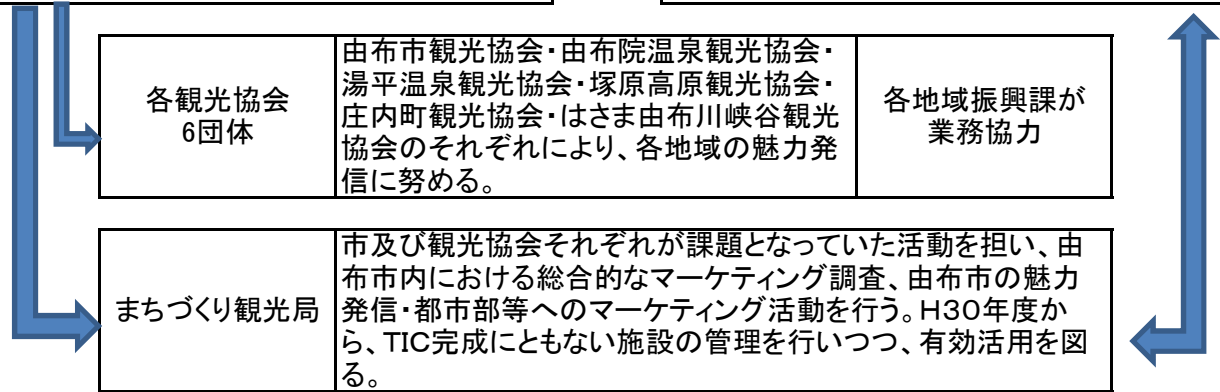 各観光協会
6団体
由布市観光協会・由布院温泉観光協会・
湯平温泉観光協会・塚原高原観光協会・
庄内町観光協会・はさま由布川峡谷観光
協会のそれぞれにより、各地域の魅力発
信に努める。
各地域振興課が
業務協力
まちづくり観光局
市及び観光協会それぞれが課題となっていた活動を担い、由
布市内における総合的なマーケティング調査、由布市の魅力
発信・都市部等へのマーケティング活動を行う。H30年度か
ら、TIC完成にともない施設の管理を行いつつ、有効活用を図
る。